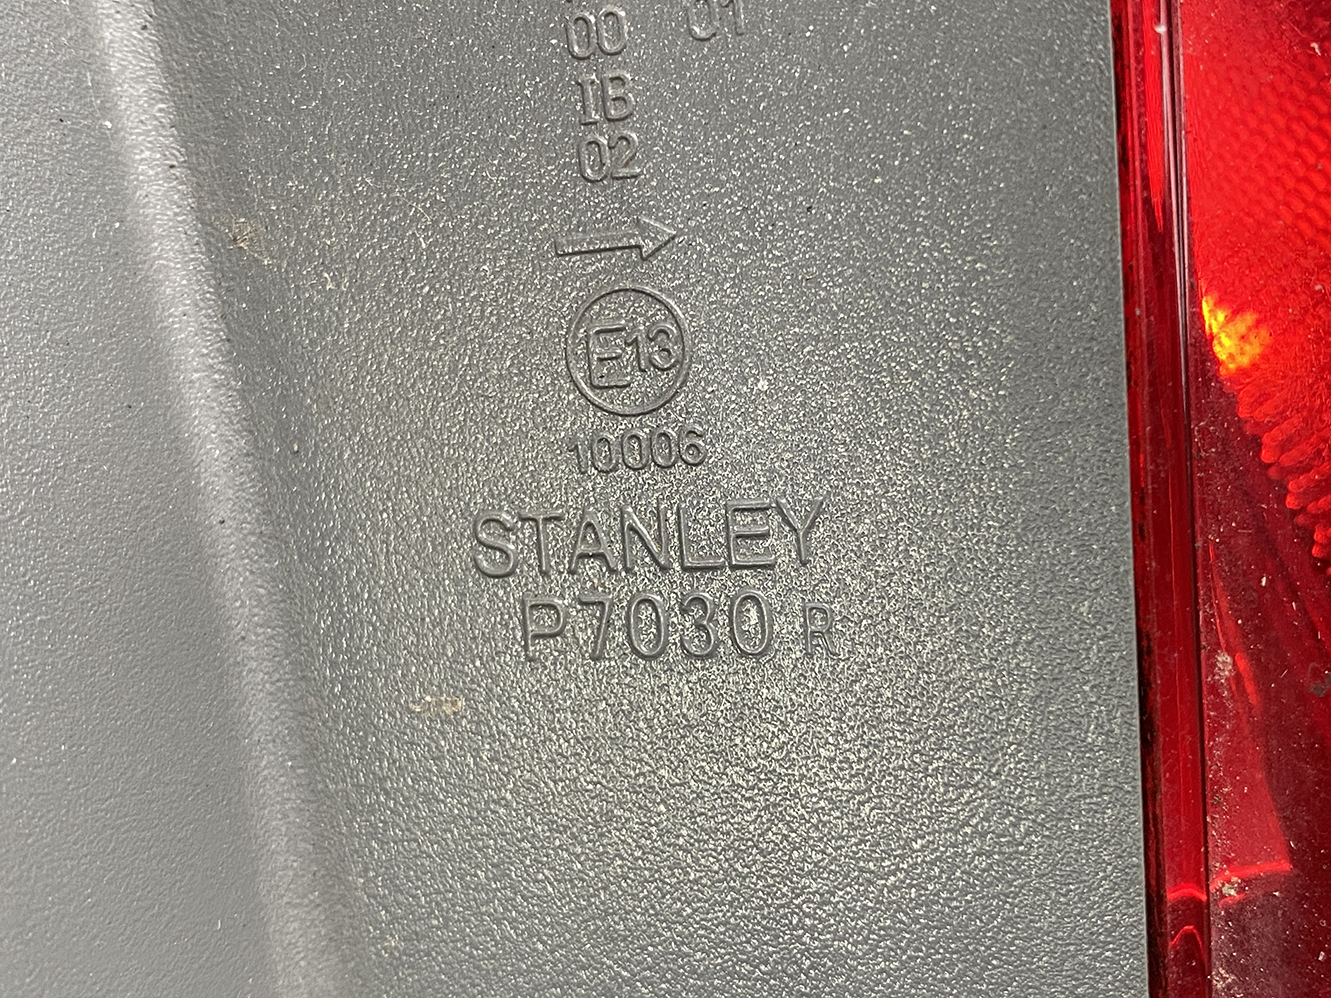 00 01
IB
02
E13
10006
STANLEY
P7030 R